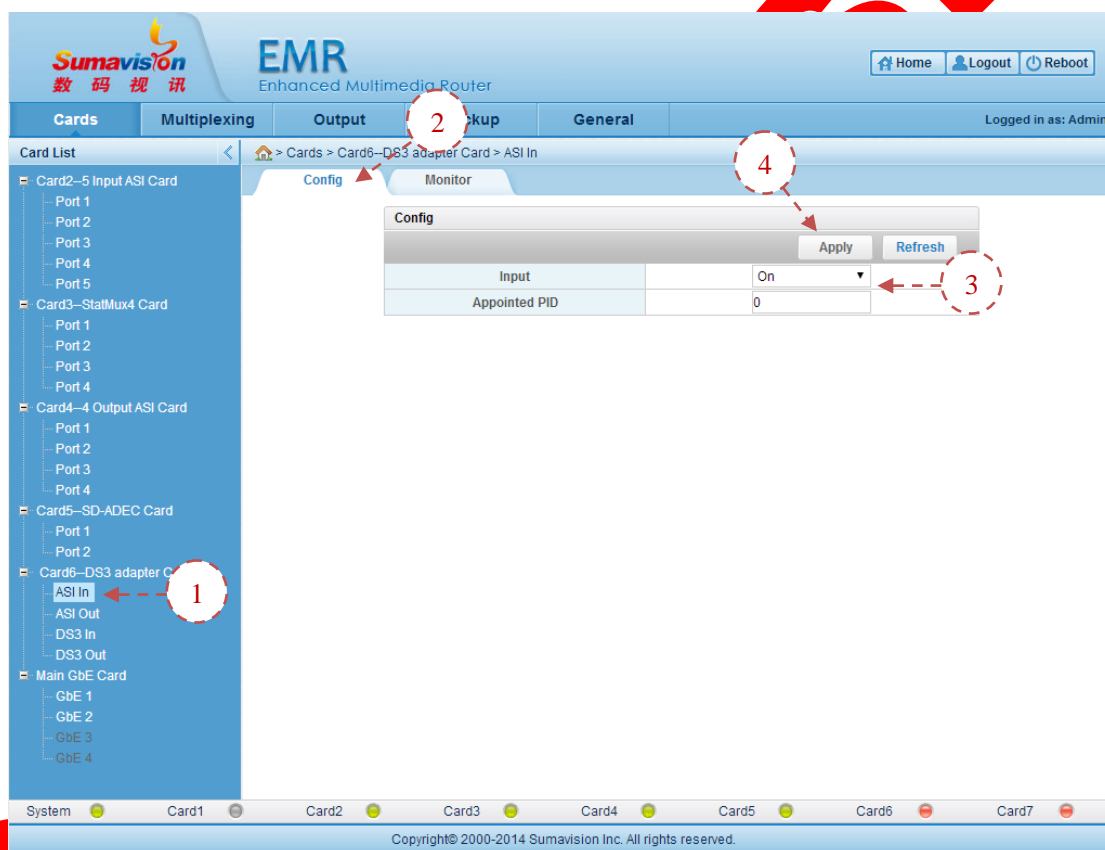 Sumavision
数 码 视 讯
EMR
Enhanced Multimedia Router
Home Logout Reboot
Cards Multiplexing Output ckup General Logged in as: Admin
2
Card List
> Cards > Card6--DS3 adapter Card > ASI In
4
Config Monitor
Card2--5 Input ASI Card
Port 1
Port 2
Port 3
Port 4
Port 5
Config
Apply Refresh
Input On
3
Appointed PID 0
Card3--StatMux4 Card
Port 1
Port 2
Port 3
Port 4
Card4--4 Output ASI Card
Port 1
Port 2
Port 3
Port 4
Card5--SD-ADEC Card
Port 1
Port 2
Card6--DS3 adapter C
ASI In
1
ASI Out
DS3 In
DS3 Out
Main GbE Card
GbE 1
GbE 2
GbE 3
GbE 4
System Card1 Card2 Card3 Card4 Card5 Card6 Card7
Copyright© 2000-2014 Sumavision Inc. All rights reserved.